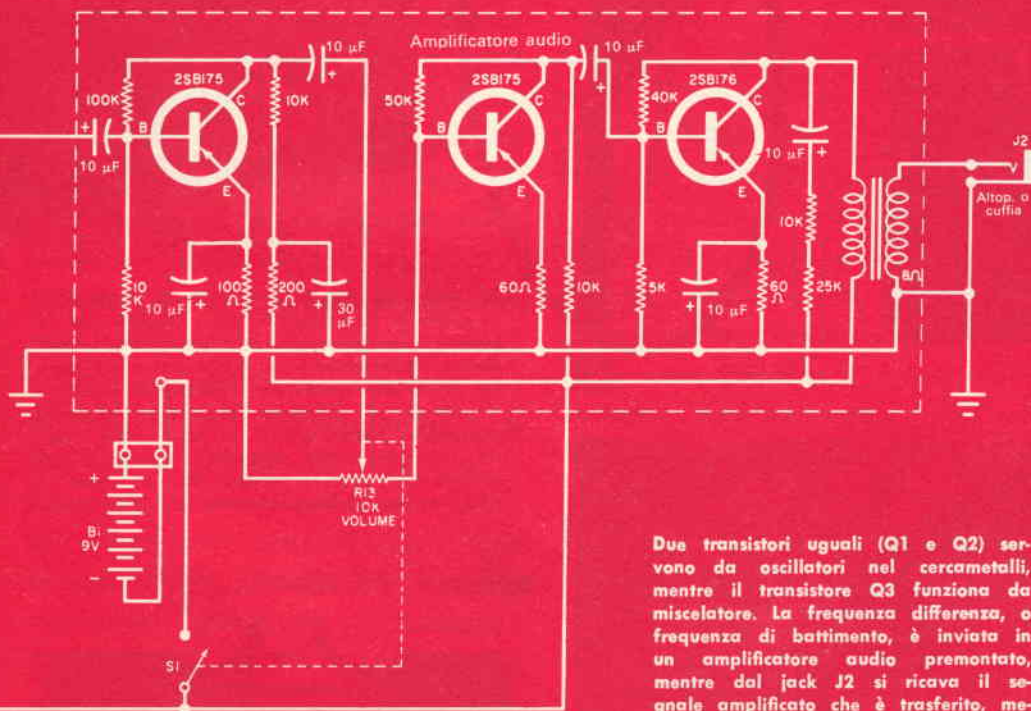 Amplificatore audio
10 µF
10 µF
2SB175
2SB175
2SB176
100K
C
10K
50K
C
40K
C
B
B
B
10 µF
10 µF
J2
E
E
E
Altop. o
cuffia
10K
10
K
10 µF
100
Ω
200
Ω
30
µF
60Ω
10K
5K
10 µF
60
Ω
25K
8Ω
+
B1
9V
−
R13
10K
VOLUME
S1
Due transistori uguali (Q1 e Q2) ser-
vono da oscillatori nel cercametalli,
mentre il transistore Q3 funziona da
miscelatore. La frequenza differenza, o
frequenza di battimento, è inviata in
un amplificatore audio premontato,
mentre dal jack J2 si ricava il se-
gnale amplificato che è trasferito, me-